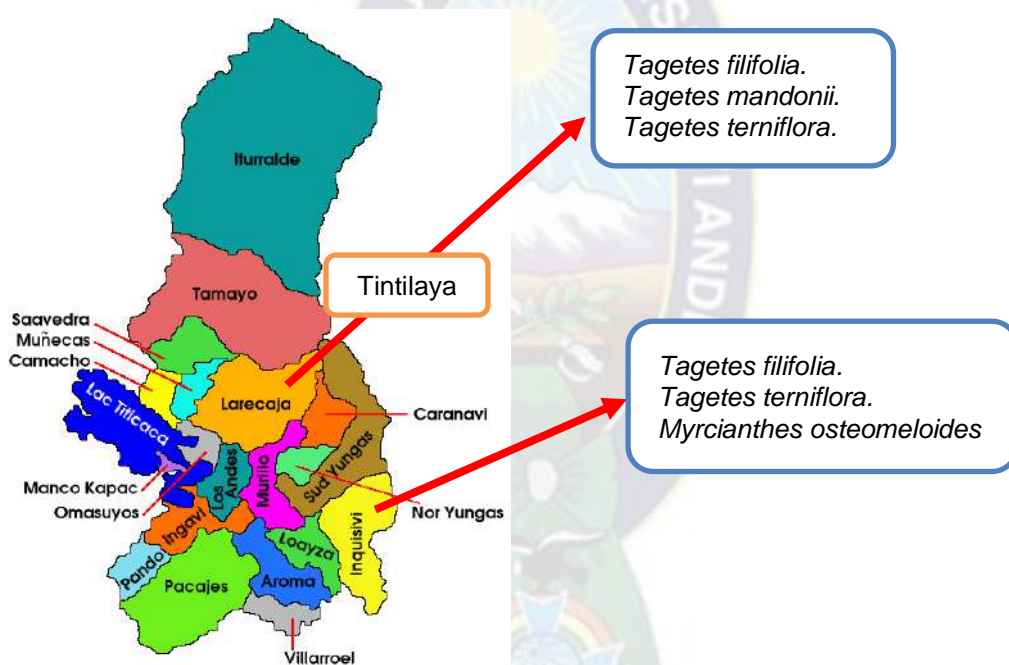 Tagetes filifolia.
Tagetes mandonii.
Tagetes terniflora.
Iturralde
Tintilaya
Tamayo
Saavedra
Muñecas
Camacho
Lac Titicaca
Larecaja
Caranavi
Tagetes filifolia.
Tagetes terniflora.
Myrcianthes osteomeloides
Manco Kapac
Omasuyos
Los Andes
Murillo
Sud Yungas
Nor Yungas
Ingavi
Loayza
Inquisivi
Pando
Pacajes
Aroma
Villarroel
ANDR